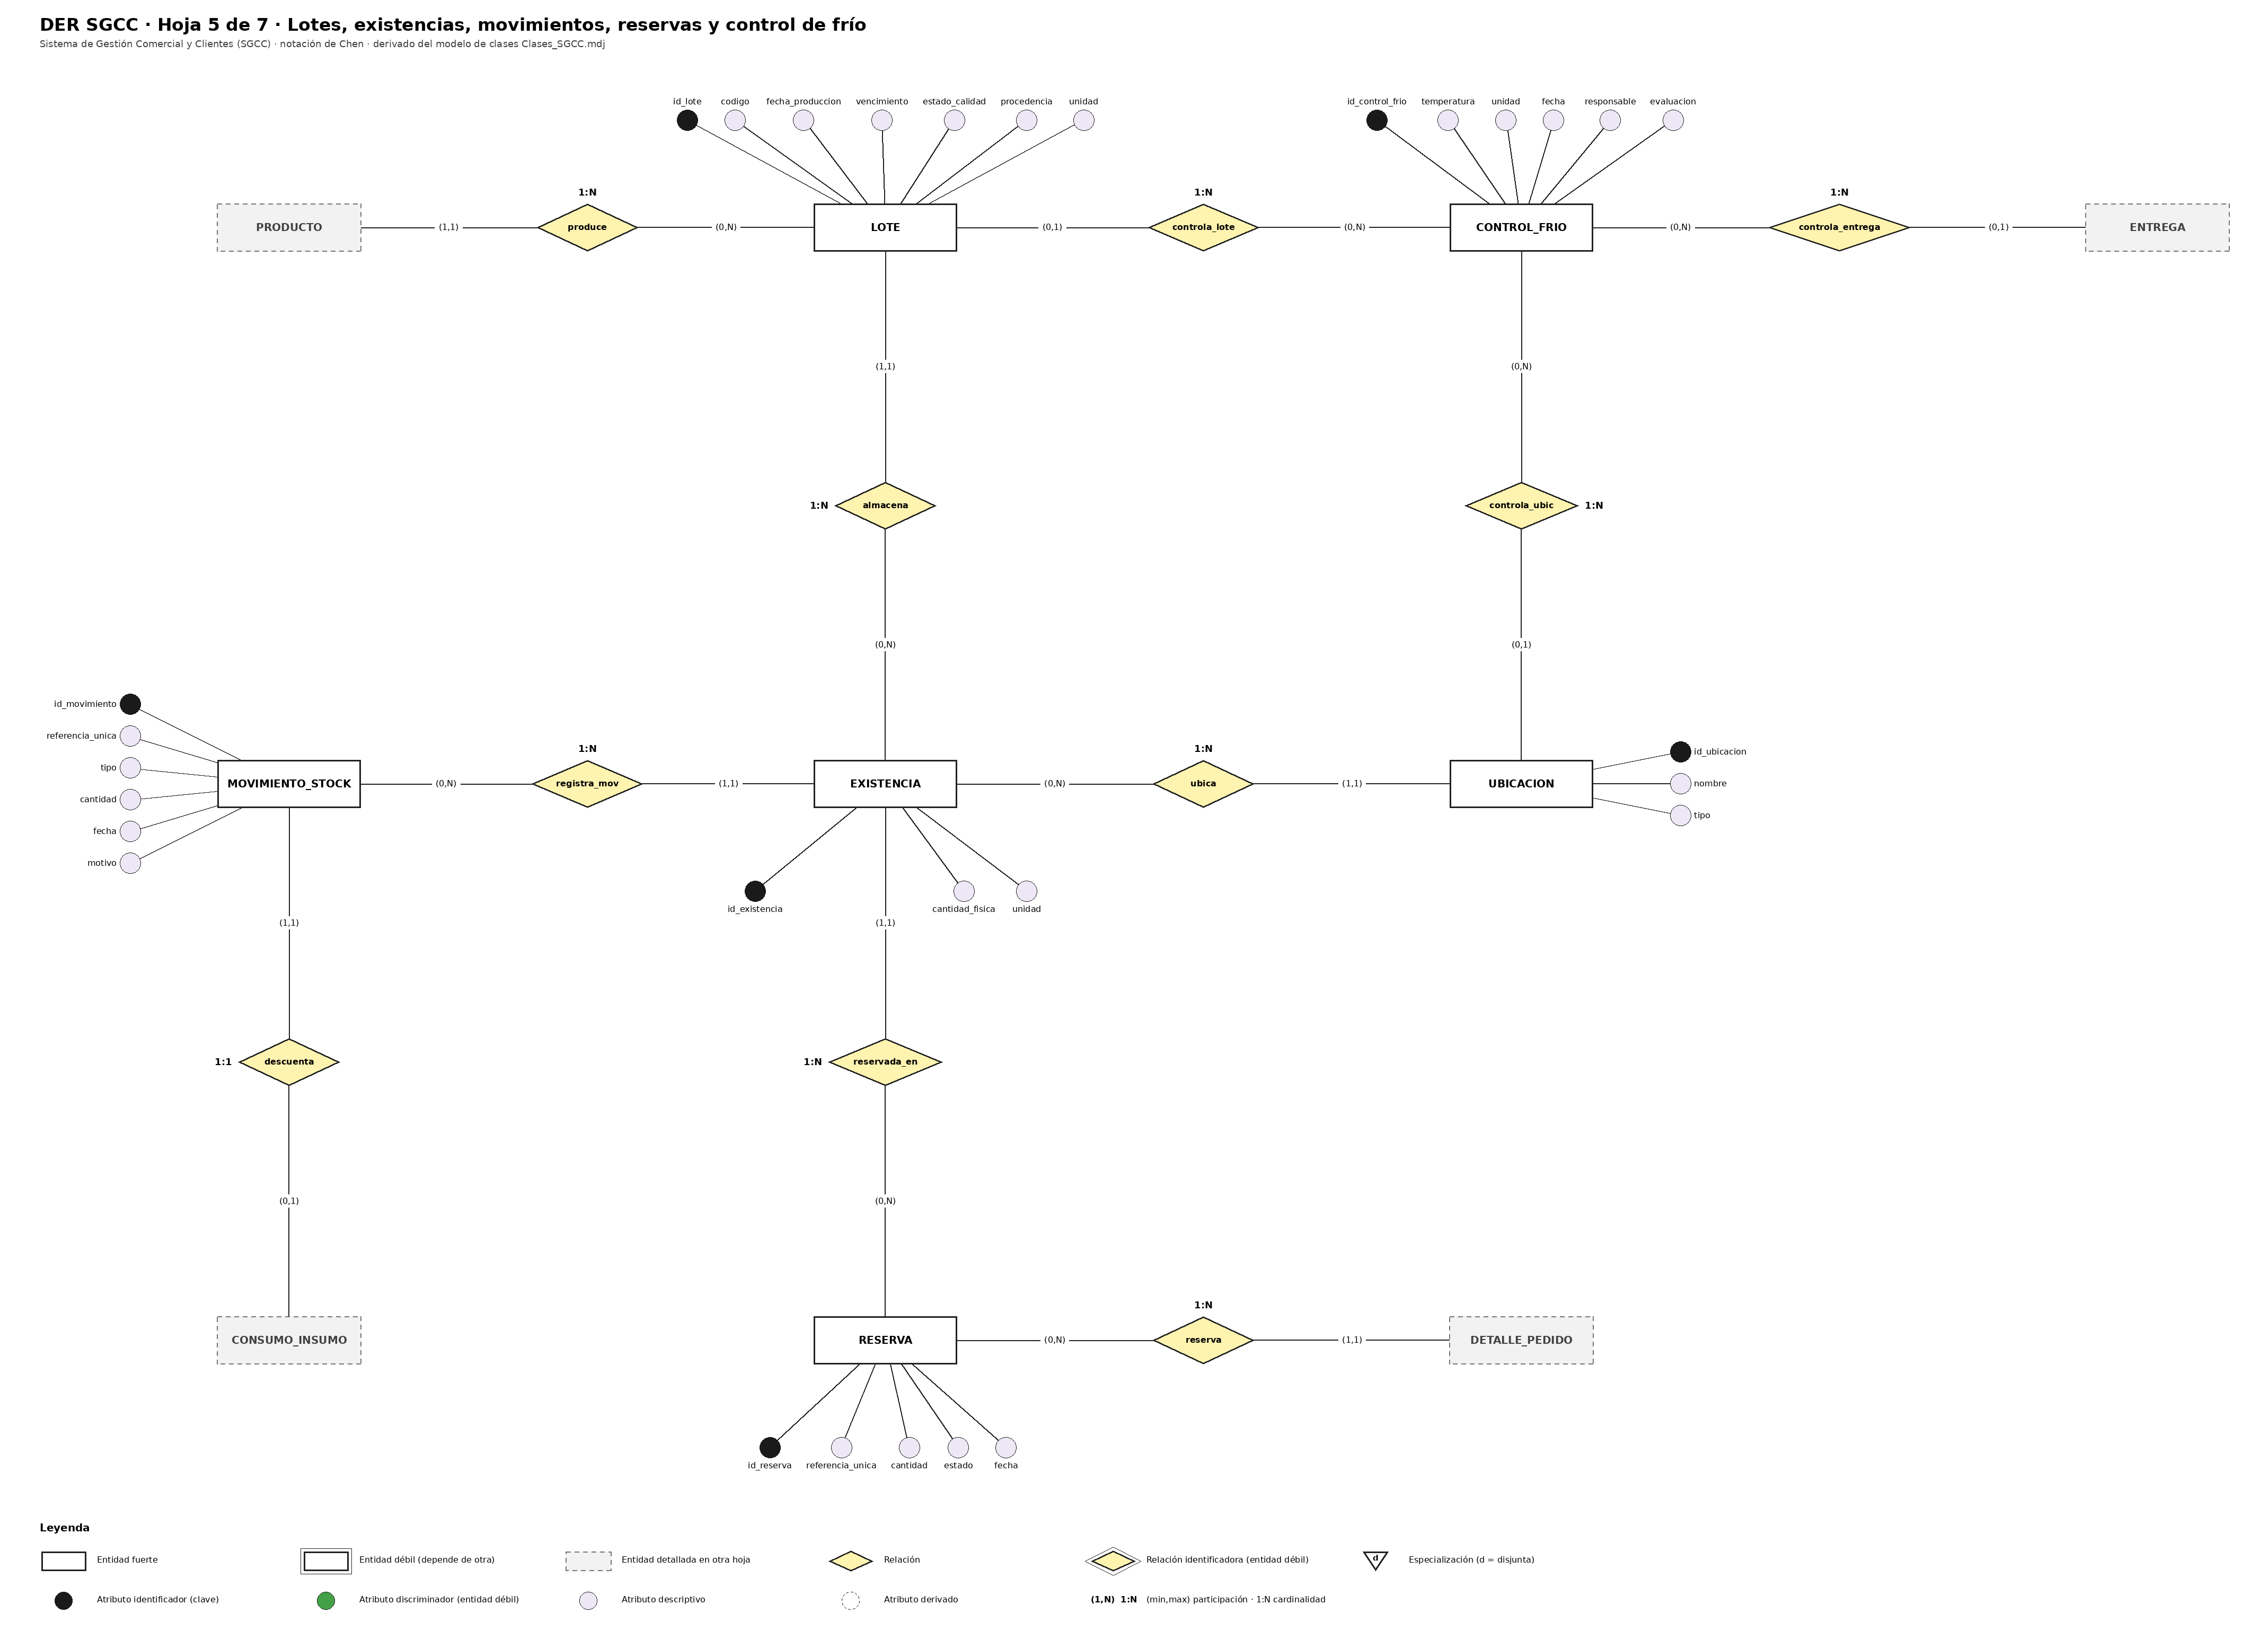 DER SGCC · Hoja 5 de 7 · Lotes, existencias, movimientos, reservas y control de frío
Sistema de Gestión Comercial y Clientes (SGCC) · notación de Chen · derivado del modelo de clases Clases_SGCC.mdj
id_lote codigo fecha_produccion vencimiento estado_calidad procedencia unidad
id_control_frio temperatura unidad fecha responsable evaluacion
1:N 1:N 1:N
PRODUCTO (1,1) produce (0,N) LOTE (0,1) controla_lote (0,N) CONTROL_FRIO (0,N) controla_entrega (0,1) ENTREGA
(1,1) (0,N)
1:N almacena controla_ubic 1:N
(0,N) (0,1)
id_movimiento
referencia_unica
tipo
cantidad
fecha
motivo
1:N 1:N
MOVIMIENTO_STOCK (0,N) registra_mov (1,1) EXISTENCIA (0,N) ubica (1,1) UBICACION
id_ubicacion
nombre
tipo
id_existencia cantidad_fisica unidad
(1,1) (1,1)
1:1 descuenta 1:N reservada_en
(0,1) (0,N)
1:N
CONSUMO_INSUMO RESERVA (0,N) reserva (1,1) DETALLE_PEDIDO
id_reserva referencia_unica cantidad estado fecha
Leyenda
Entidad fuerte Entidad débil (depende de otra) Entidad detallada en otra hoja Relación Relación identificadora (entidad débil) d Especialización (d = disjunta)
Atributo identificador (clave) Atributo discriminador (entidad débil) Atributo descriptivo Atributo derivado (1,N) 1:N (min,max) participación · 1:N cardinalidad